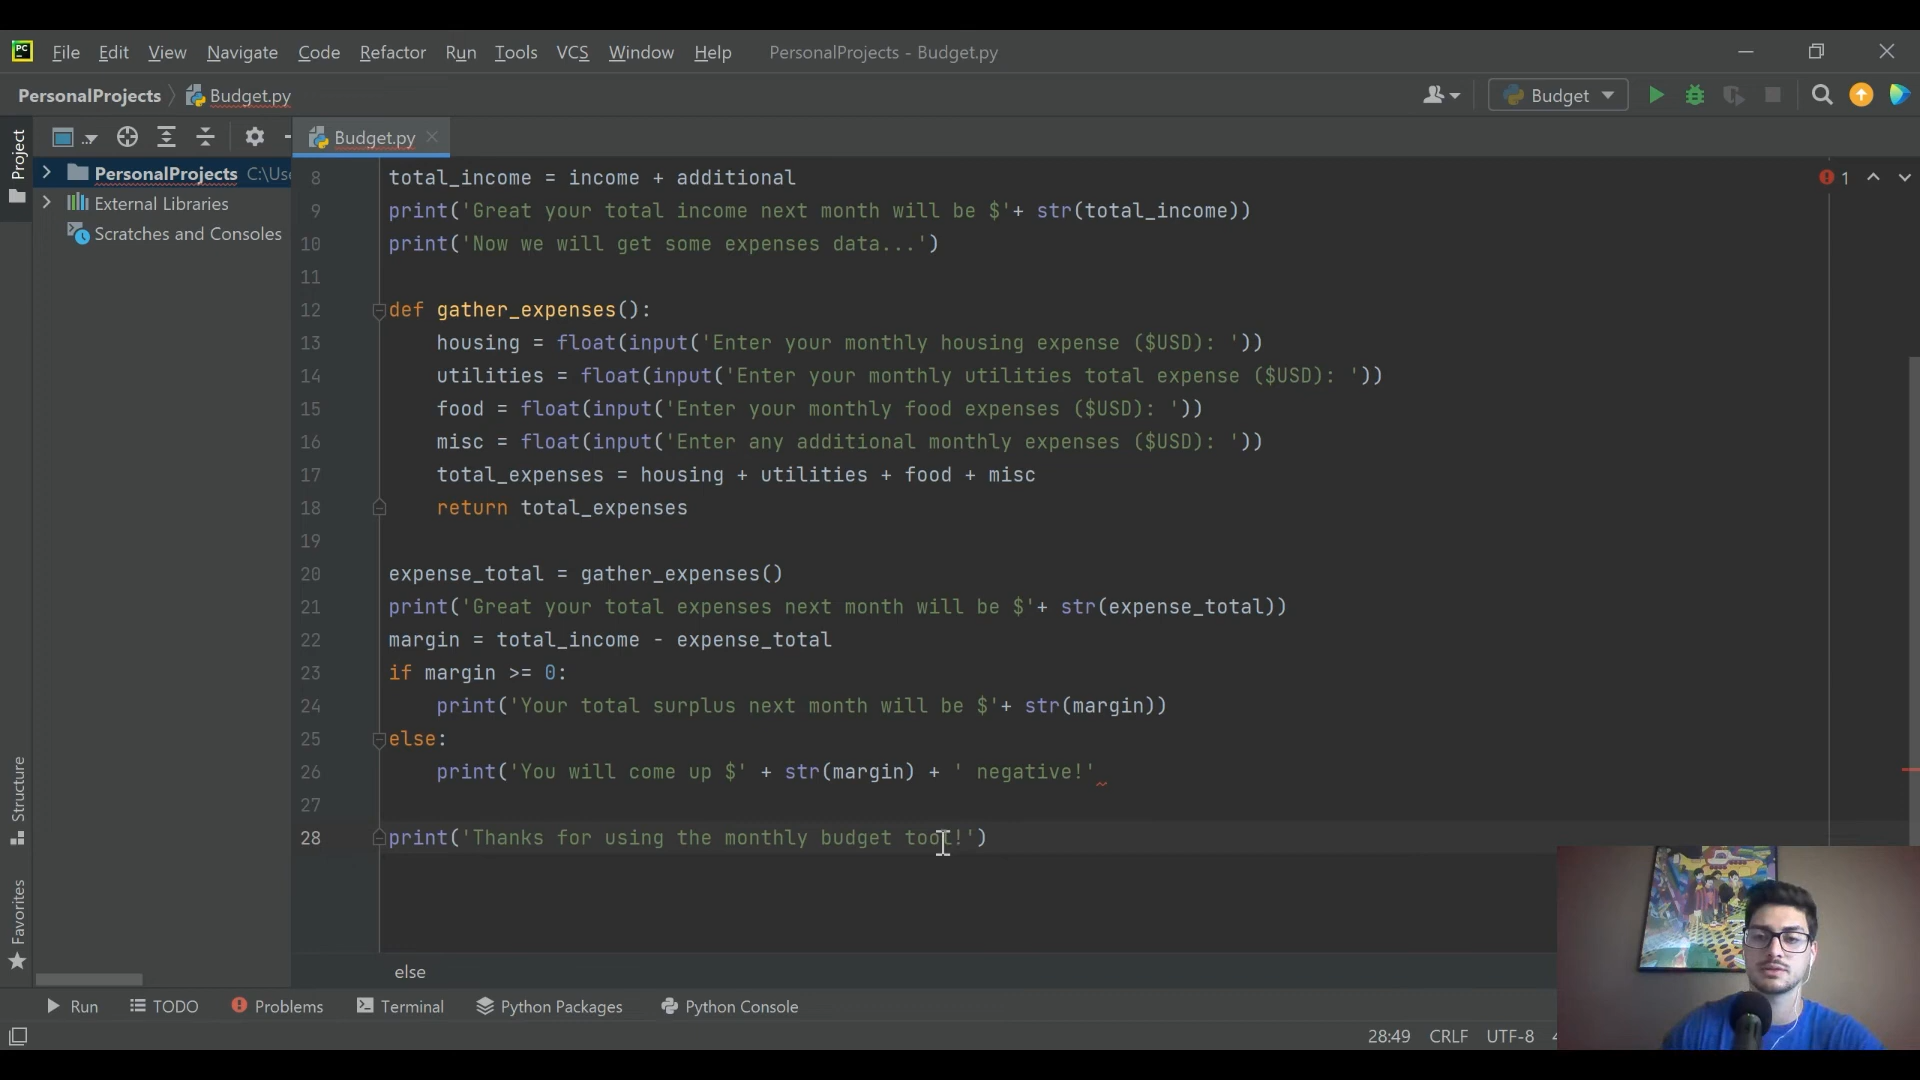 PC File Edit View Navigate Code Refactor Run Tools VCS Window Help PersonalProjects - Budget.py
PersonalProjects Budget.py Budget
Project
Budget.py
PersonalProjects C:\Use
External Libraries
Scratches and Consoles
1
8 total_income = income + additional
9 print('Great your total income next month will be $'+ str(total_income))
10 print('Now we will get some expenses data...')
11
12 def gather_expenses():
13 housing = float(input('Enter your monthly housing expense ($USD): '))
14 utilities = float(input('Enter your monthly utilities total expense ($USD): '))
15 food = float(input('Enter your monthly food expenses ($USD): '))
16 misc = float(input('Enter any additional monthly expenses ($USD): '))
17 total_expenses = housing + utilities + food + misc
18 return total_expenses
19
20 expense_total = gather_expenses()
21 print('Great your total expenses next month will be $'+ str(expense_total))
22 margin = total_income - expense_total
23 if margin >= 0:
24 print('Your total surplus next month will be $'+ str(margin))
25 else:
26 print('You will come up $' + str(margin) + ' negative!'
27
28 print('Thanks for using the monthly budget tool!')
Structure
Favorites
else
Run TODO Problems Terminal Python Packages Python Console
28:49 CRLF UTF-8